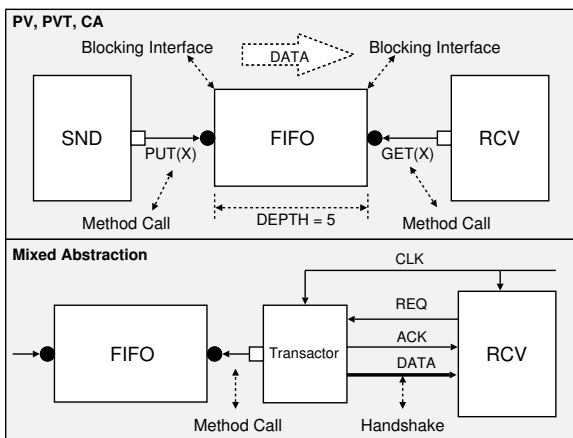 PV, PVT, CA
Blocking Interface
DATA
Blocking Interface
SND
PUT(X)
FIFO
GET(X)
RCV
Method Call
DEPTH = 5
Method Call
Mixed Abstraction
CLK
FIFO
Transactor
REQ
ACK
DATA
RCV
Method Call
Handshake